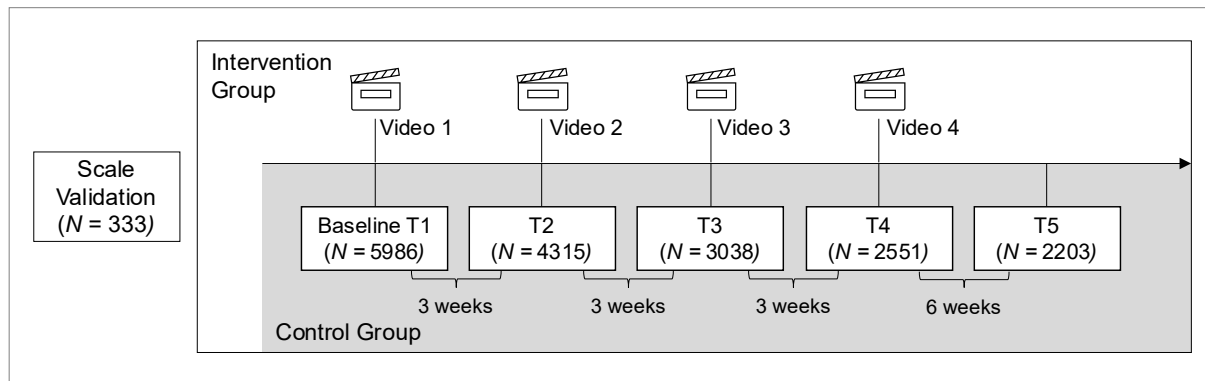 Intervention
Group
Video 1
Video 2
Video 3
Video 4
Scale
Validation
(N = 333)
Baseline T1
(N = 5986)
T2
(N = 4315)
T3
(N = 3038)
T4
(N = 2551)
T5
(N = 2203)
3 weeks
3 weeks
3 weeks
6 weeks
Control Group